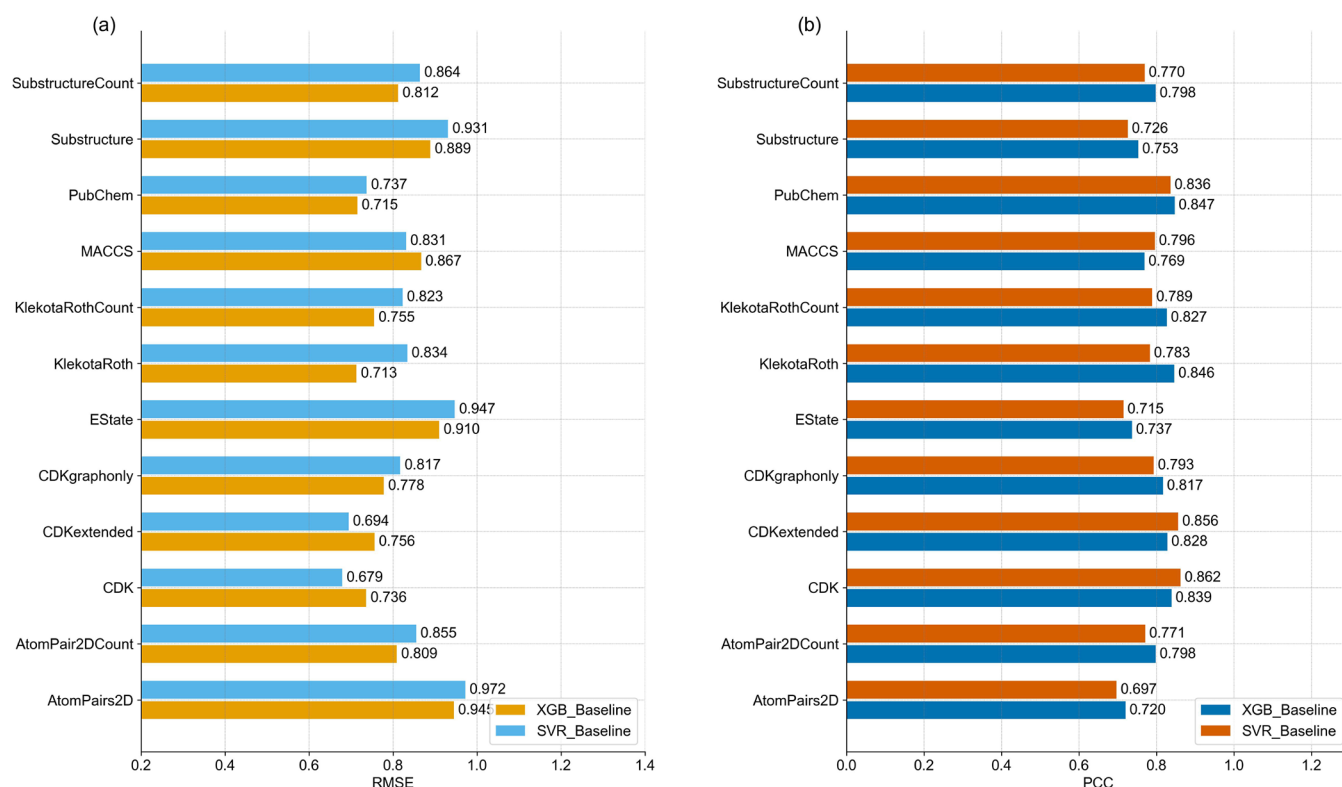 (a)
SubstructureCount
0.864
0.812
Substructure
0.931
0.889
PubChem
0.737
0.715
MACCS
0.831
0.867
KlekotaRothCount
0.823
0.755
KlekotaRoth
0.834
0.713
EState
0.947
0.910
CDKgraphonly
0.817
0.778
CDKextended
0.694
0.756
CDK
0.679
0.736
AtomPair2DCount
0.855
0.809
AtomPairs2D
0.972
0.945
XGB_Baseline
SVR_Baseline
0.2 0.4 0.6 0.8 1.0 1.2 1.4
RMSE
(b)
SubstructureCount
0.770
0.798
Substructure
0.726
0.753
PubChem
0.836
0.847
MACCS
0.796
0.769
KlekotaRothCount
0.789
0.827
KlekotaRoth
0.783
0.846
EState
0.715
0.737
CDKgraphonly
0.793
0.817
CDKextended
0.856
0.828
CDK
0.862
0.839
AtomPair2DCount
0.771
0.798
AtomPairs2D
0.697
0.720
XGB_Baseline
SVR_Baseline
0.0 0.2 0.4 0.6 0.8 1.0 1.2
PCC